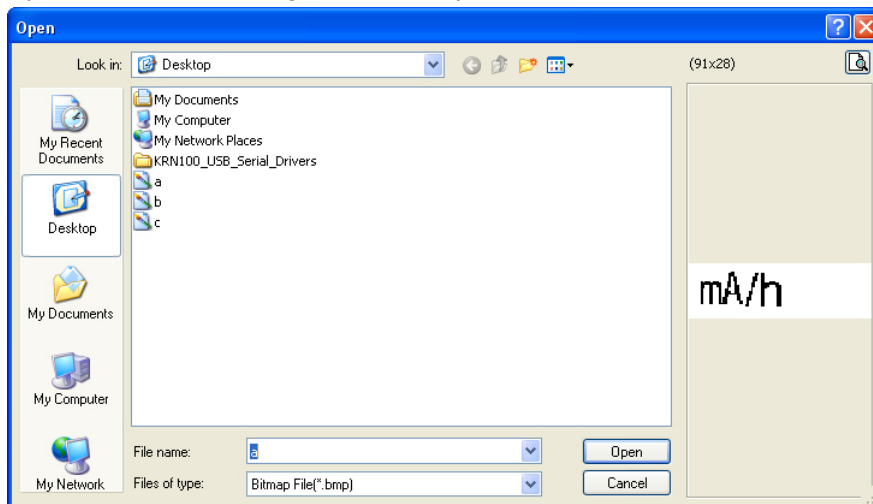 Open
Look in: Desktop (91x28)
My Recent
Documents
Desktop
My Documents
My Computer
My Network
My Documents
My Computer
My Network Places
KRN100_USB_Serial_Drivers
a
b
c
mA/h
File name: a Open
Files of type: Bitmap File(*.bmp) Cancel